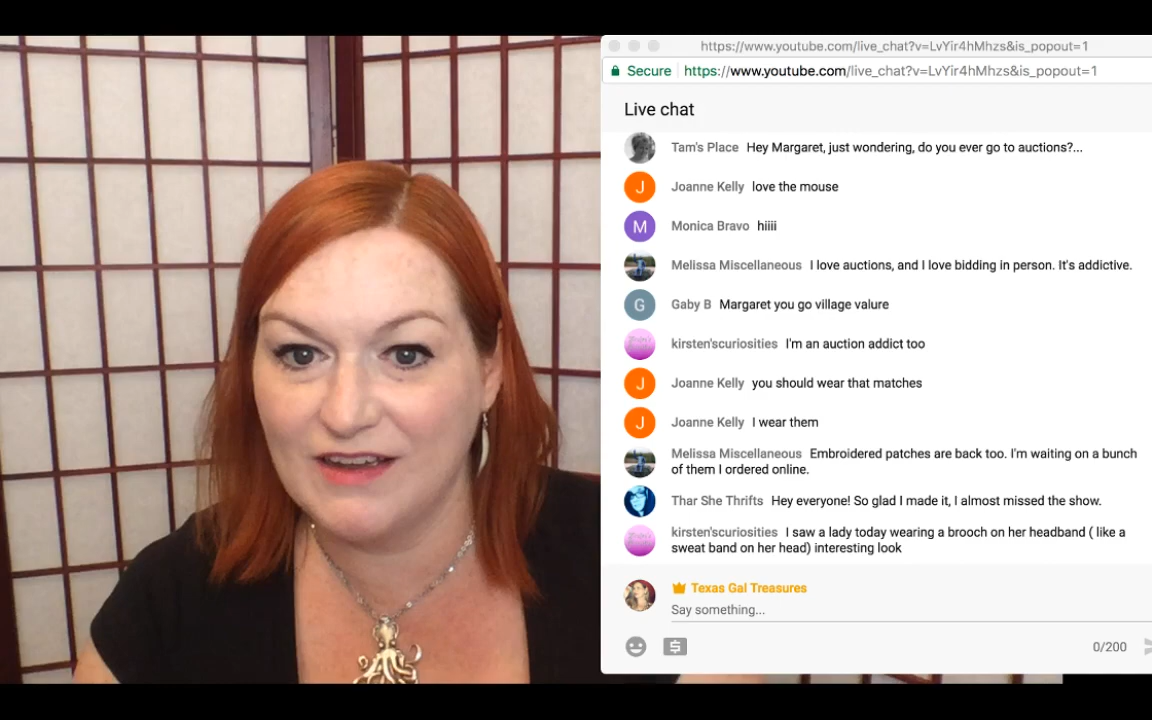 https://www.youtube.com/live_chat?v=LvYir4hMhzs&is_popout=1
Secure https://www.youtube.com/live_chat?v=LvYir4hMhzs&is_popout=1
Live chat
Tam's Place Hey Margaret, just wondering, do you ever go to auctions?...
J Joanne Kelly love the mouse
M Monica Bravo hiiii
Melissa Miscellaneous I love auctions, and I love bidding in person. It's addictive.
G Gaby B Margaret you go village valure
kirsten'scuriosities I'm an auction addict too
J Joanne Kelly you should wear that matches
J Joanne Kelly I wear them
Melissa Miscellaneous Embroidered patches are back too. I'm waiting on a bunch
of them I ordered online.
Thar She Thrifts Hey everyone! So glad I made it, I almost missed the show.
kirsten'scuriosities I saw a lady today wearing a brooch on her headband ( like a
sweat band on her head) interesting look
Texas Gal Treasures
Say something...
0/200